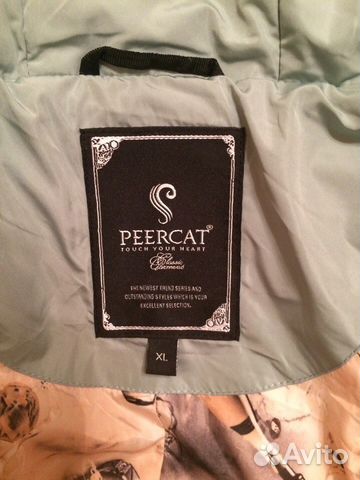 PEERCAT®
TOUCH YOUR HEART
Classic
Garment
THE NEWEST TREND SERIES AND
OUTSTANDING STYLES WHICH IS YOUR
EXCELLENT SELECTION.
XL
Avito